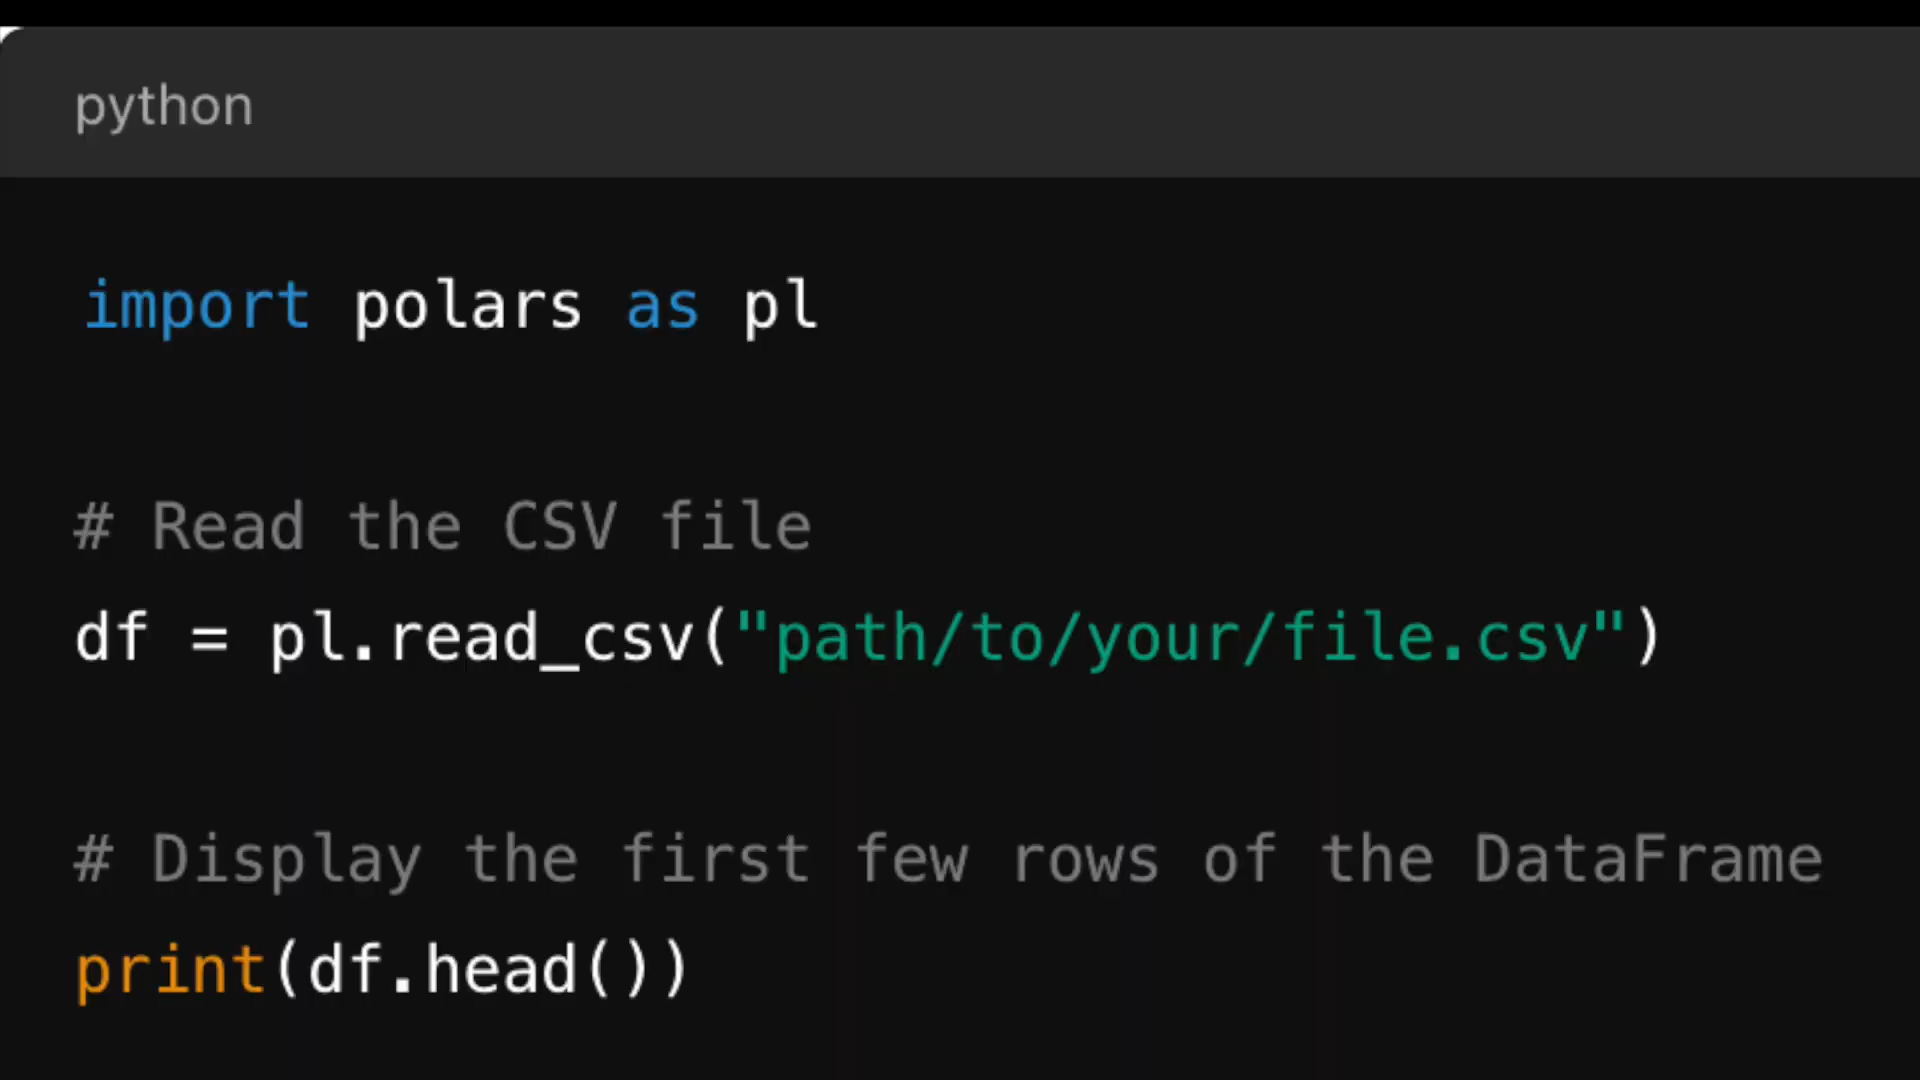 python
import polars as pl
# Read the CSV file
df = pl.read_csv("path/to/your/file.csv")
# Display the first few rows of the DataFrame
print(df.head())